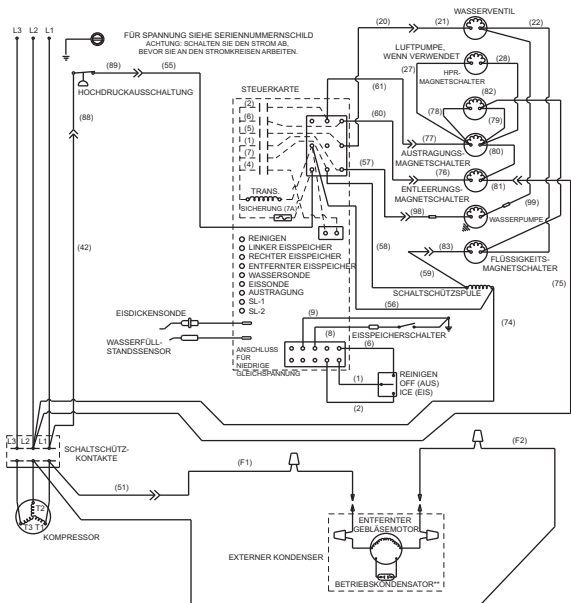 FÜR SPANNUNG SIEHE SERIENNUMMERNSCHILD
ACHTUNG: SCHALTEN SIE DEN STROM AB,
BEVOR SIE AN DEN STROMKREISEN ARBEITEN.
L3 L2 L1
(89) (55)
HOCHDRUCKAUSSCHALTUNG
(88)
(42)
(20) (21) (22)
WASSERVENTIL
LUFTPUMPE,
WENN VERWENDET
(27) (28)
HPR-
MAGNETSCHALTER
(61)
(82)
(78) (79)
(60) (77) (80)
AUSTRAGUNGS-
MAGNETSCHALTER
(57) (76) (81)
ENTLEERUNGS-
MAGNETSCHALTER
(99)
(98)
WASSERPUMPE
(58) (83)
(59)
FLÜSSIGKEITS-
MAGNETSCHALTER
(75)
SCHALTSCHÜTZSPULE
(56)
(74)
STEUERKARTE
(2)
(6)
(5)
(1)
(7)
(4)
TRANS.
SICHERUNG (7A)
REINIGEN
LINKER EISSPEICHER
RECHTER EISSPEICHER
ENTFERNTER EISSPEICHER
WASSERSONDE
EISSONDE
AUSTRAGUNG
SL-1
SL-2
EISDICKENSONDE
WASSERFÜLL-
STANDSSENSOR
ANSCHLUSS
FÜR
NIEDRIGE
GLEICHSPANNUNG
(9)
(8)
EISSPEICHERSCHALTER
(6)
(1)
(2)
REINIGEN
OFF (AUS)
ICE (EIS)
L3 L2 L1
SCHALTSCHÜTZ-
KONTAKTE
(51)
(F1) (F2)
T2
T3 T1
KOMPRESSOR
ENTFERNTER
GEBLÄSEMOTOR
EXTERNER KONDENSER
BETRIEBSKONDENSATOR**